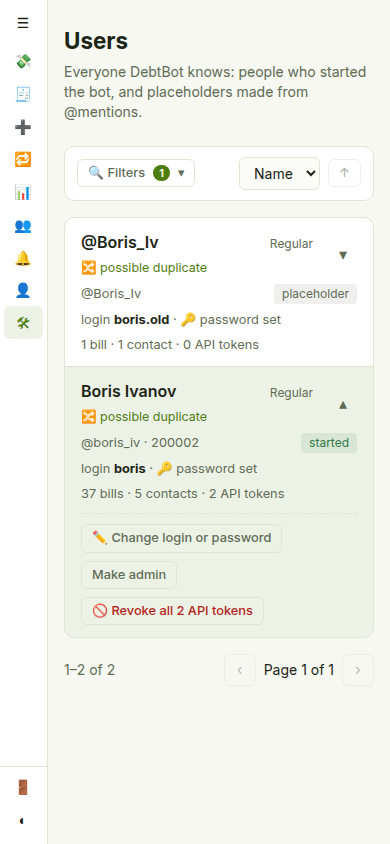 Users
Everyone DebtBot knows: people who started
the bot, and placeholders made from
@mentions.
Filters 1 ▾
Name
↑
@Boris_Iv Regular ▾
possible duplicate
@Boris_Iv placeholder
login boris.old · password set
1 bill · 1 contact · 0 API tokens
Boris Ivanov Regular ▴
possible duplicate
@boris_iv · 200002 started
login boris · password set
37 bills · 5 contacts · 2 API tokens
Change login or password
Make admin
Revoke all 2 API tokens
1–2 of 2 ‹ Page 1 of 1 ›